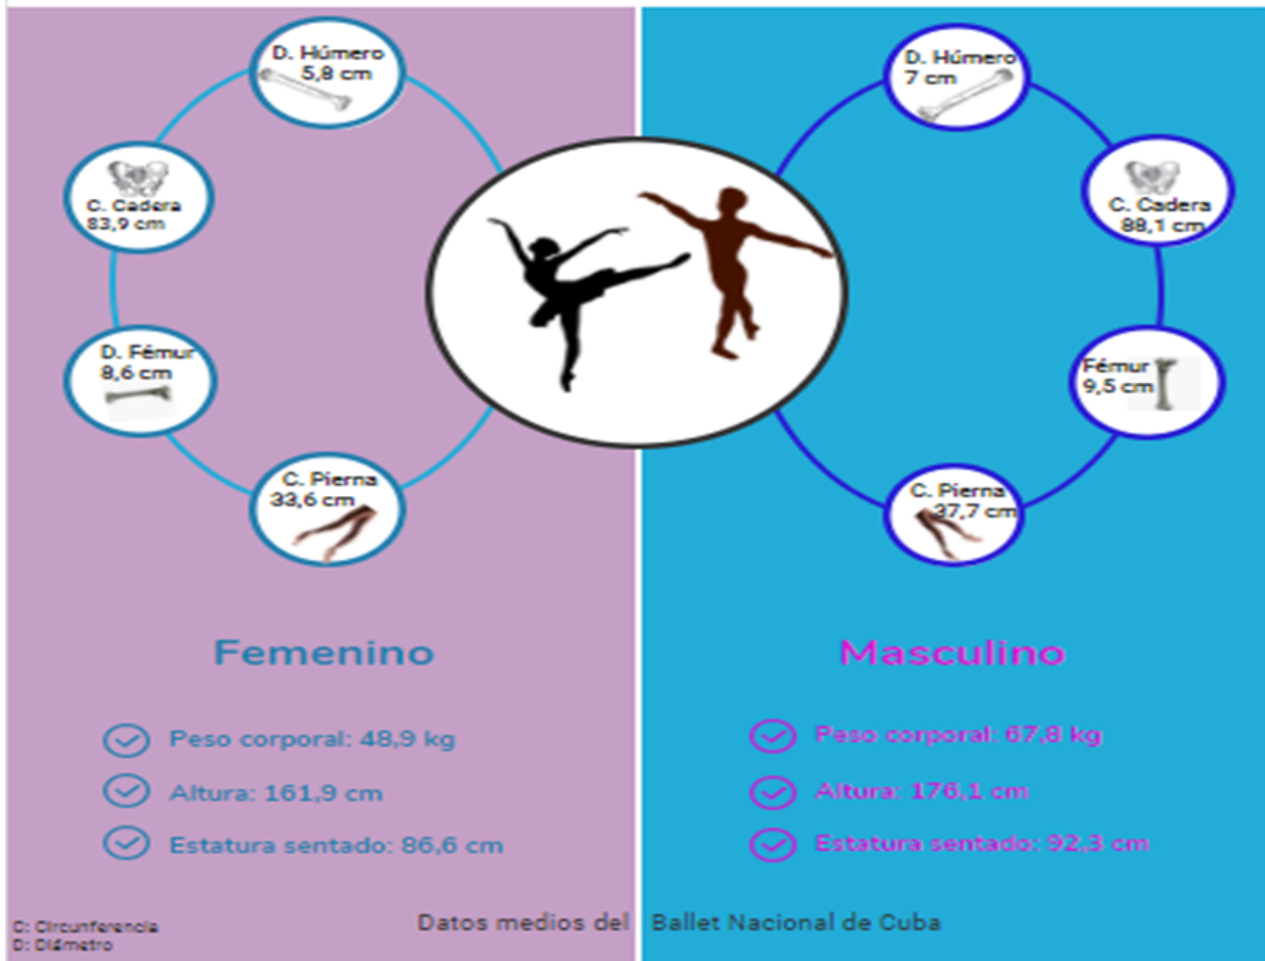 D. Húmero
5,8 cm
C. Cadera
83,9 cm
D. Fémur
8,6 cm
C. Pierna
33,6 cm
D. Húmero
7 cm
C. Cadera
88,1 cm
Fémur
9,5 cm
C. Pierna
37,7 cm
Femenino
Peso corporal: 48,9 kg
Altura: 161,9 cm
Estatura sentado: 86,6 cm
Masculino
Peso corporal: 67,8 kg
Altura: 176,1 cm
Estatura sentado: 92,3 cm
C: Circunferencia
D: Diámetro
Datos medios del Ballet Nacional de Cuba